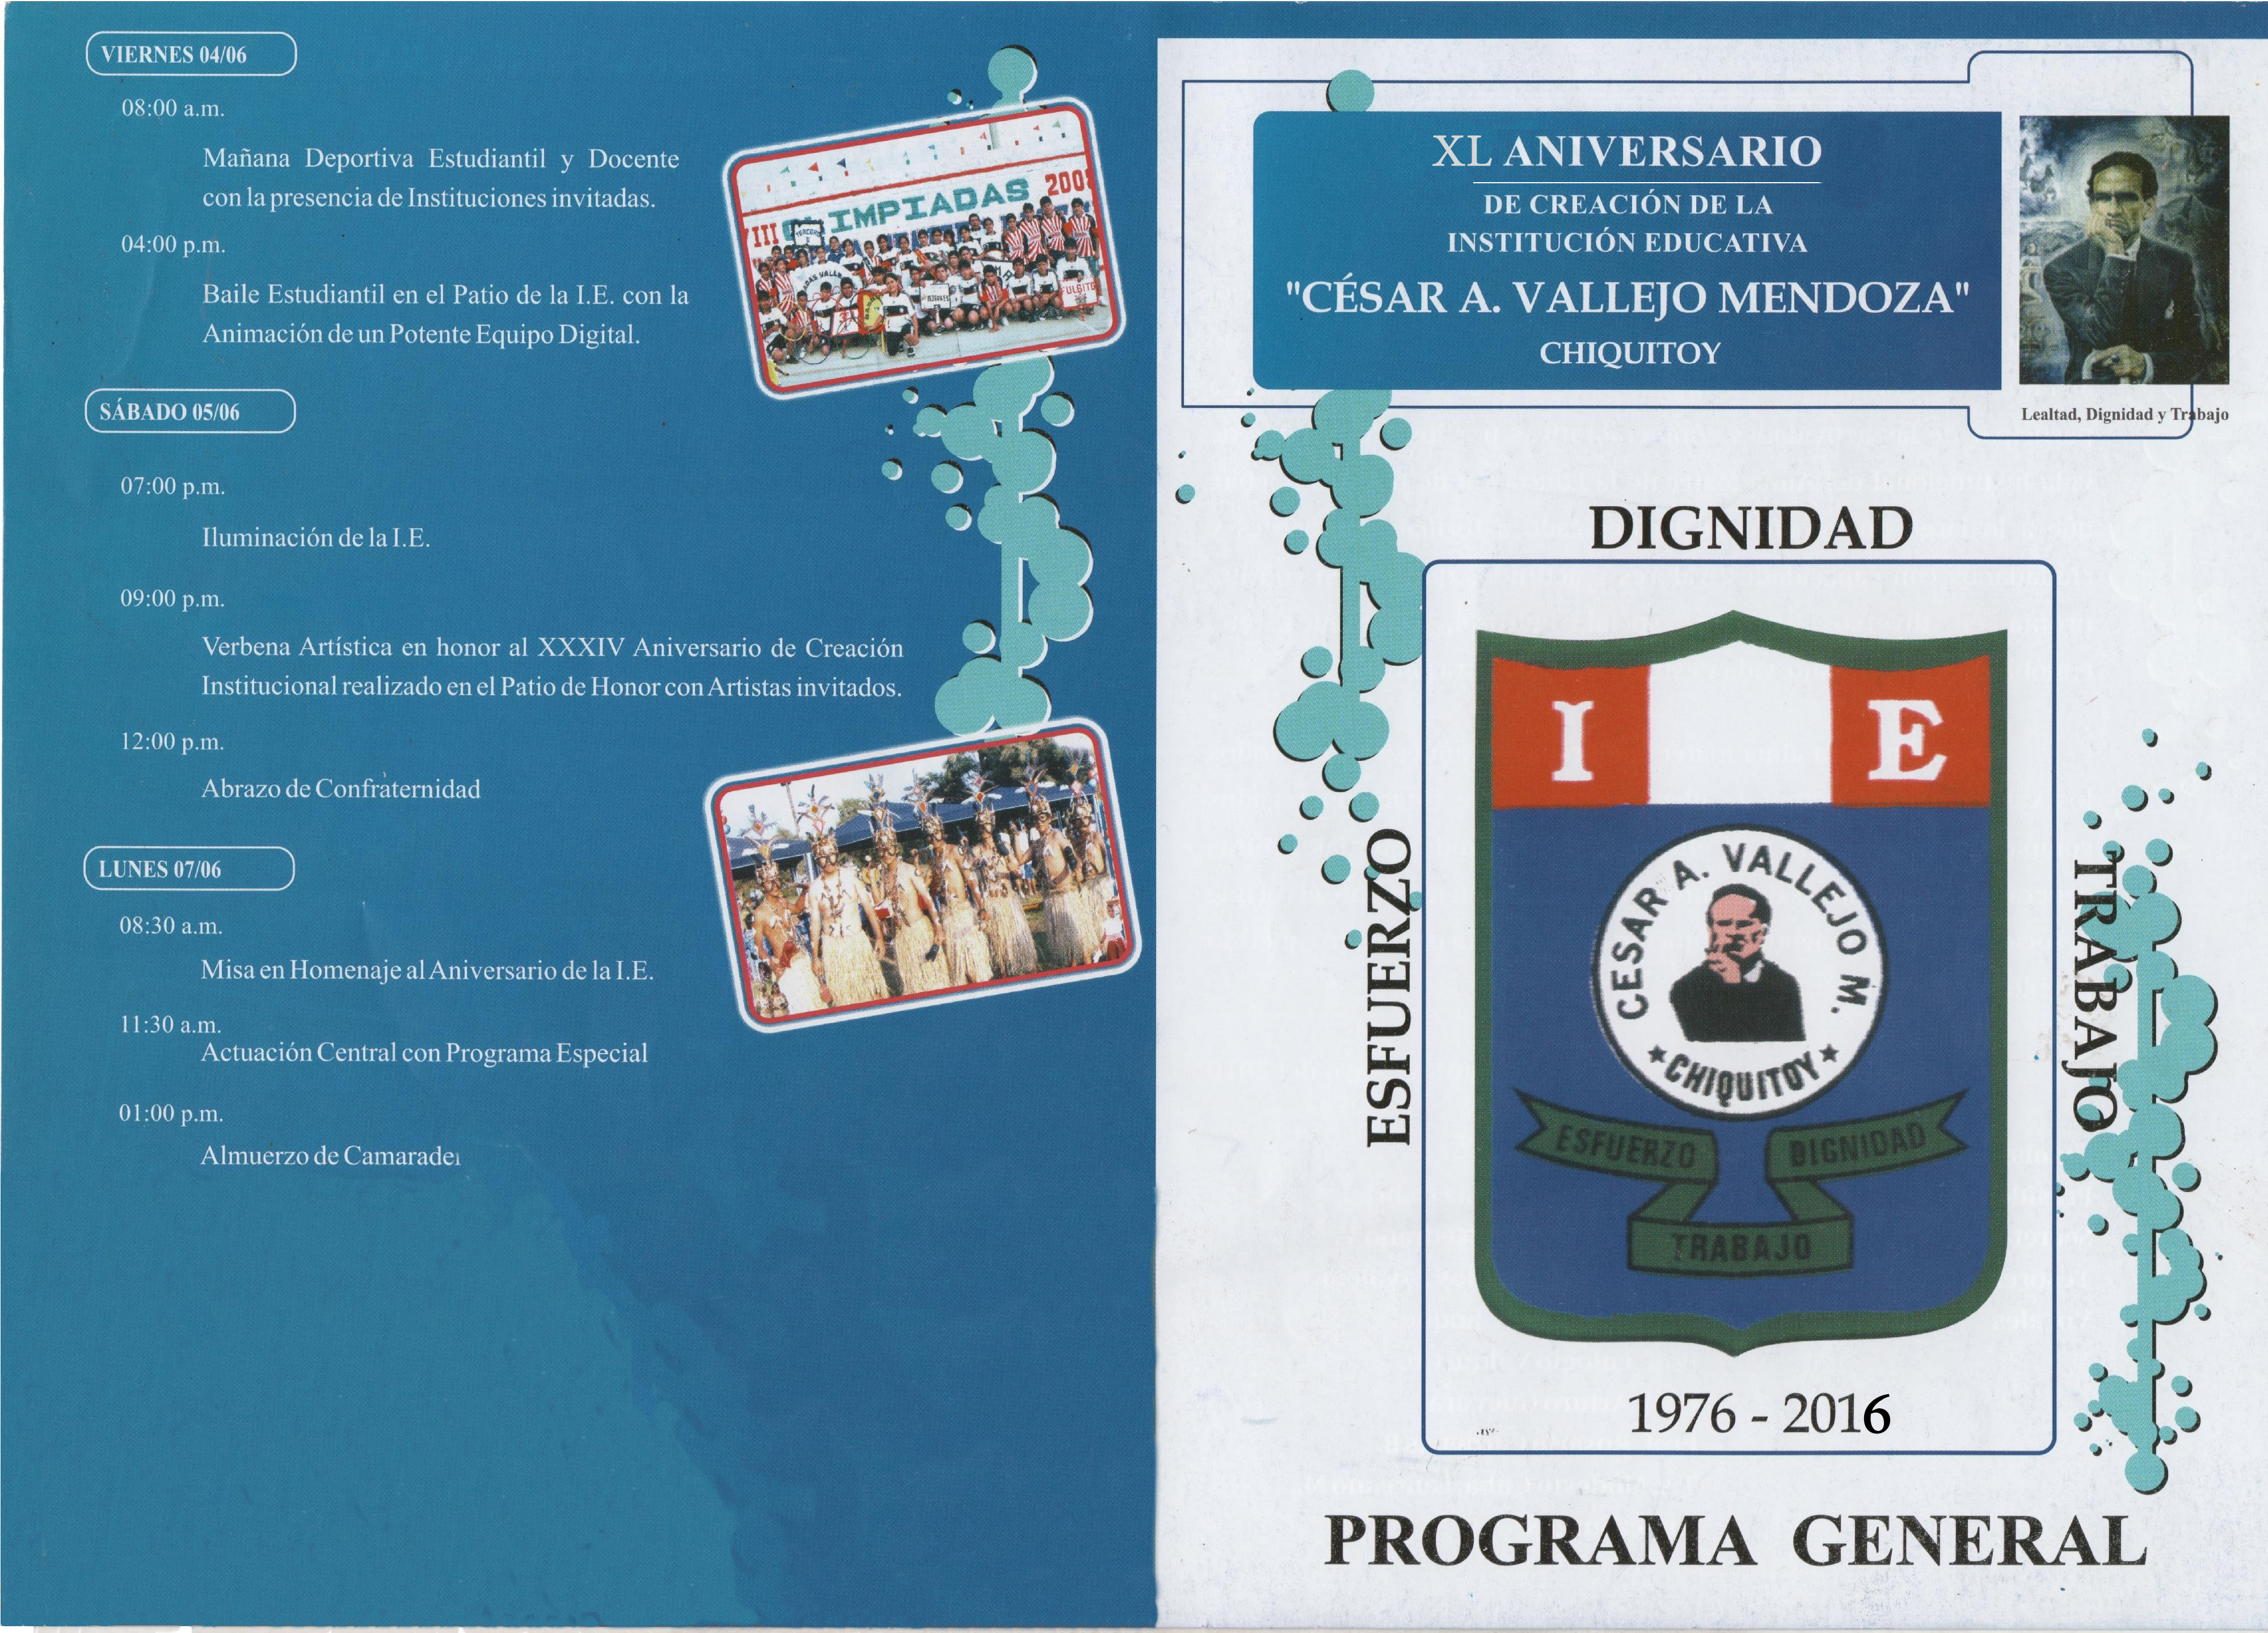 VIERNES 04/06
08:00 a.m.
Mañana Deportiva Estudiantil y Docente
con la presencia de Instituciones invitadas.
04:00 p.m.
Baile Estudiantil en el Patio de la I.E. con la
Animación de un Potente Equipo Digital.
SÁBADO 05/06
07:00 p.m.
Iluminación de la I.E.
09:00 p.m.
Verbena Artística en honor al XXXIV Aniversario de Creación
Institucional realizado en el Patio de Honor con Artistas invitados.
12:00 p.m.
Abrazo de Confraternidad
LUNES 07/06
08:30 a.m.
Misa en Homenaje al Aniversario de la I.E.
11:30 a.m.
Actuación Central con Programa Especial
01:00 p.m.
Almuerzo de
III OLIMPIADAS 2008
TERCERO
FULBITO
XL ANIVERSARIO
DE CREACIÓN DE LA
INSTITUCIÓN EDUCATIVA
"CÉSAR A. VALLEJO MENDOZA"
CHIQUITOY
Lealtad, Dignidad y Trabajo
DIGNIDAD
ESFUERZO
TRABAJO
I E
CESAR A. VALLEJO M.
CHIQUITOY
ESFUERZO DIGNIDAD
TRABAJO
1976 - 2016
PROGRAMA GENERAL